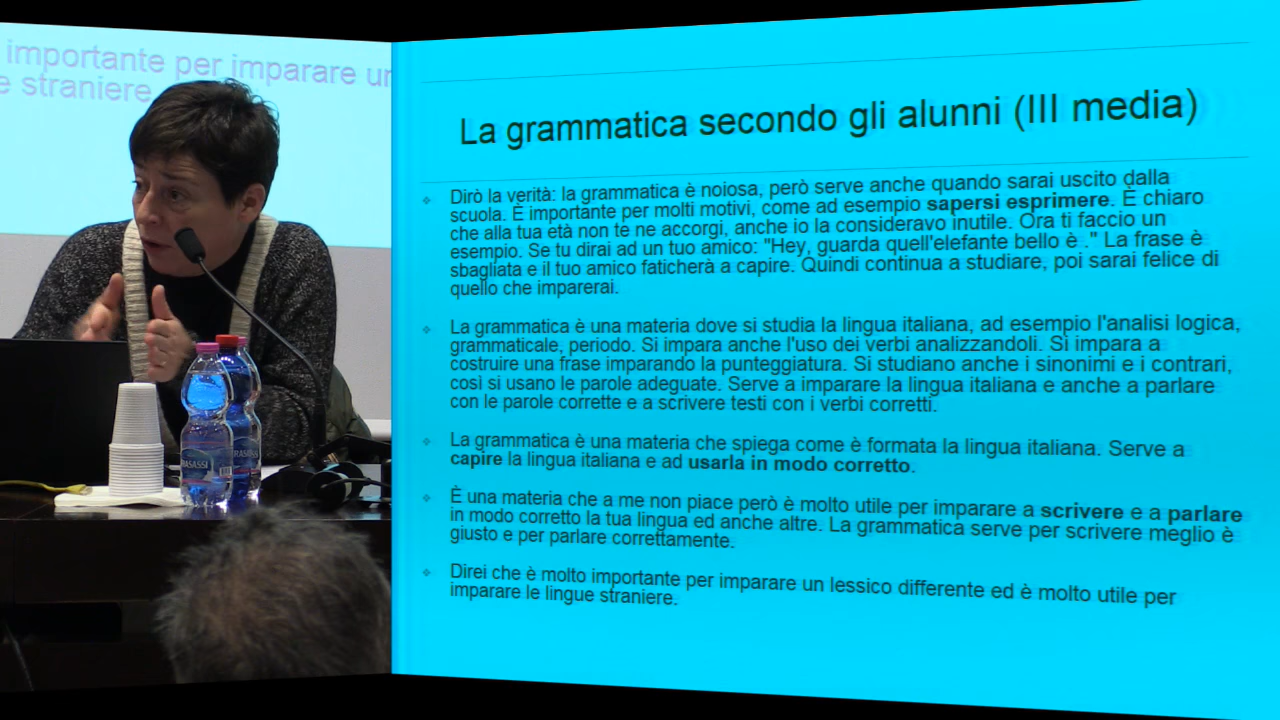 importante per imparare un
e straniere.
La grammatica secondo gli alunni (III media)
Dirò la verità: la grammatica è noiosa, però serve anche quando sarai uscito dalla
scuola. È importante per molti motivi, come ad esempio sapersi esprimere. È chiaro
che alla tua età non te ne accorgi, anche io la consideravo inutile. Ora ti faccio un
esempio. Se tu dirai ad un tuo amico: "Hey, guarda quell'elefante bello è ." La frase è
sbagliata e il tuo amico faticherà a capire. Quindi continua a studiare, poi sarai felice di
quello che imparerai.
La grammatica è una materia dove si studia la lingua italiana, ad esempio l'analisi logica,
grammaticale, periodo. Si impara anche l'uso dei verbi analizzandoli. Si impara a
costruire una frase imparando la punteggiatura. Si studiano anche i sinonimi e i contrari,
così si usano le parole adeguate. Serve a imparare la lingua italiana e anche a parlare
con le parole corrette e a scrivere testi con i verbi corretti.
La grammatica è una materia che spiega come è formata la lingua italiana. Serve a
capire la lingua italiana e ad usarla in modo corretto.
È una materia che a me non piace però è molto utile per imparare a scrivere e a parlare
in modo corretto la tua lingua ed anche altre. La grammatica serve per scrivere meglio è
giusto e per parlare correttamente.
Direi che è molto importante per imparare un lessico differente ed è molto utile per
imparare le lingue straniere.